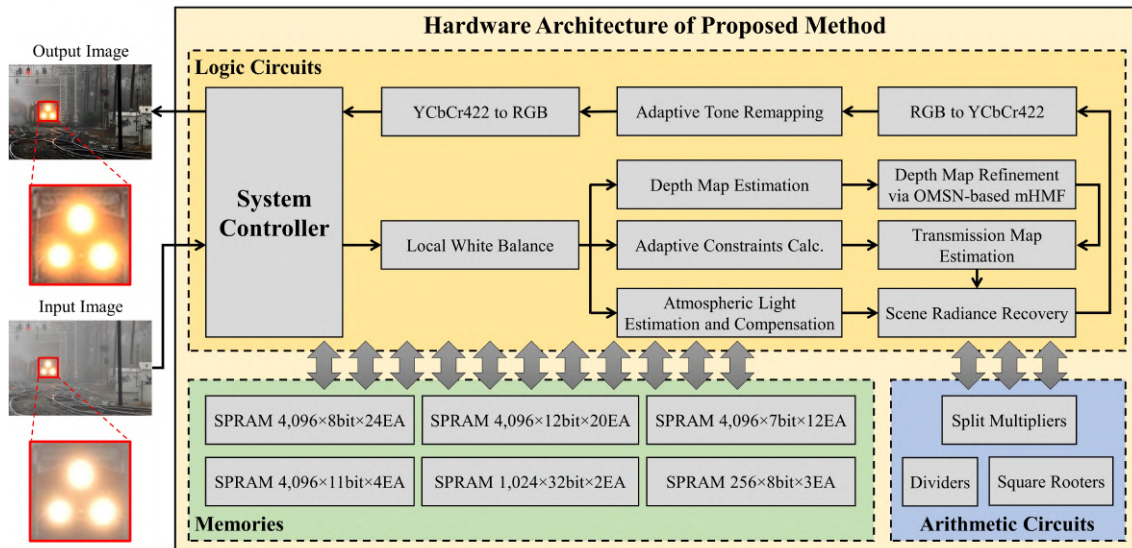 Hardware Architecture of Proposed Method
Output Image
Logic Circuits
System
Controller
YCbCr422 to RGB
Adaptive Tone Remapping
RGB to YCbCr422
Local White Balance
Depth Map Estimation
Depth Map Refinement
via OMSN-based mHMF
Adaptive Constraints Calc.
Transmission Map
Estimation
Atmospheric Light
Estimation and Compensation
Scene Radiance Recovery
Input Image
SPRAM 4,096×8bit×24EA
SPRAM 4,096×12bit×20EA
SPRAM 4,096×7bit×12EA
SPRAM 4,096×11bit×4EA
SPRAM 1,024×32bit×2EA
SPRAM 256×8bit×3EA
Memories
Split Multipliers
Dividers
Square Rooters
Arithmetic Circuits